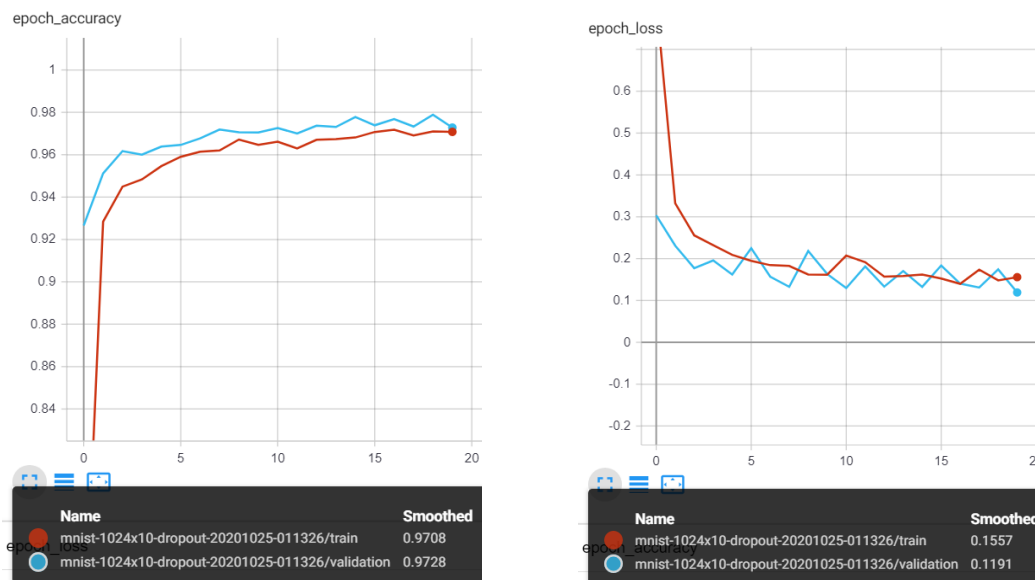 epoch_accuracy
1
0.98
0.96
0.94
0.92
0.9
0.88
0.86
0.84
0 5 10 15 20
Name Smoothed
mnist-1024x10-dropout-20201025-011326/train 0.9708
epoch_loss
mnist-1024x10-dropout-20201025-011326/validation 0.9728
epoch_loss
0.6
0.5
0.4
0.3
0.2
0.1
0
-0.1
-0.2
0 5 10 15 2
Name Smoothed
mnist-1024x10-dropout-20201025-011326/train 0.1557
epoch_accuracy
mnist-1024x10-dropout-20201025-011326/validation 0.1191